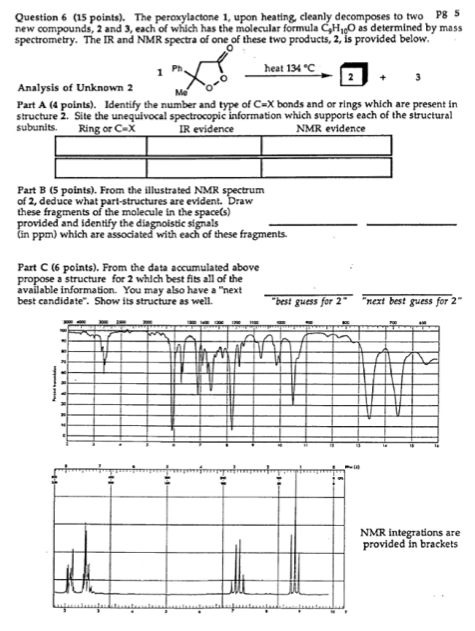 Question 6 (15 points). The peroxylactone 1, upon heating, cleanly decomposes to two Pg 5
new compounds, 2 and 3, each of which has the molecular formula C₉H₁₀O as determined by mass
spectrometry. The IR and NMR spectra of one of these two products, 2, is provided below.
1 Ph Me O O O heat 134 °C 2 + 3
Analysis of Unknown 2
Part A (4 points). Identify the number and type of C=X bonds and or rings which are present in
structure 2. Site the unequivocal spectrocopic information which supports each of the structural
subunits. Ring or C=X IR evidence NMR evidence
Part B (5 points). From the illustrated NMR spectrum
of 2, deduce what part-structures are evident. Draw
these fragments of the molecule in the space(s)
provided and identify the diagnoistic signals
(in ppm) which are associated with each of these fragments.
Part C (6 points). From the data accumulated above
propose a structure for 2 which best fits all of the
available information. You may also have a "next
best candidate". Show its structure as well.
"best guess for 2" "next best guess for 2"
NMR integrations are
provided in brackets